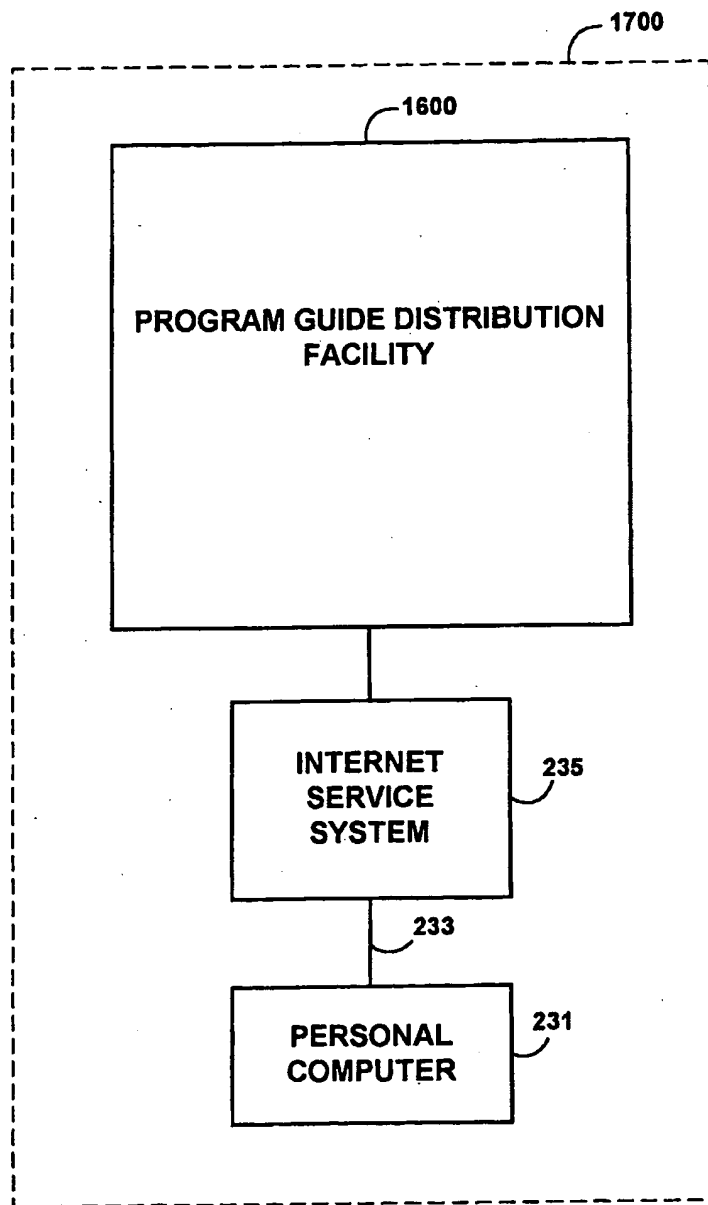 1700
1600
PROGRAM GUIDE DISTRIBUTION
FACILITY
INTERNET
SERVICE
SYSTEM
235
233
PERSONAL
COMPUTER
231